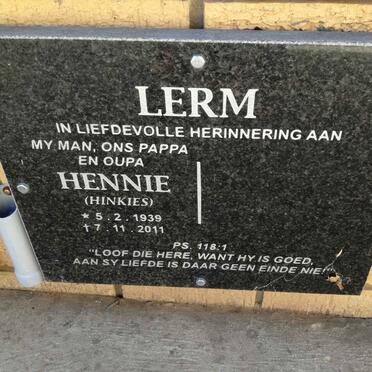 LERM
IN LIEFDEVOLLE HERINNERING AAN
MY MAN, ONS PAPPA
EN OUPA
HENNIE
(HINKIES)
★ 5. 2. 1939
† 7. 11. 2011
PS. 118:1
"LOOF DIE HERE, WANT HY IS GOED,
AAN SY LIEFDE IS DAAR GEEN EINDE NIE!"